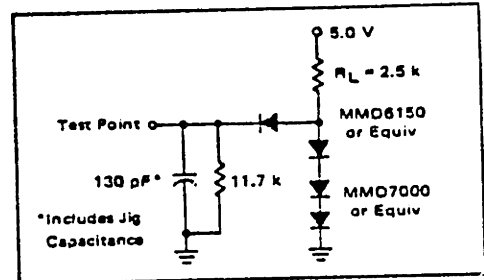 5.0 V
R_L = 2.5 k
MMD6150
or Equiv
Test Point
130 pF*
11.7 k
MMD7000
or Equiv
*Includes Jig
Capacitance